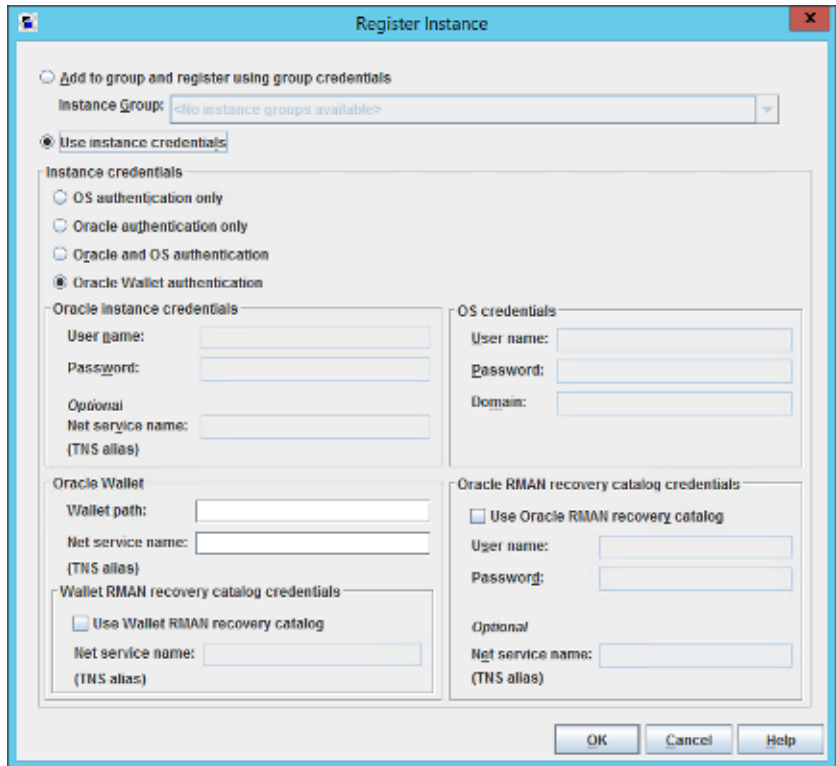 Register Instance
x
Add to group and register using group credentials
Instance Group: <No instance groups available>
Use instance credentials
Instance credentials
OS authentication only
Oracle authentication only
Oracle and OS authentication
Oracle Wallet authentication
Oracle instance credentials
User name:
Password:
Optional
Net service name:
(TNS alias)
OS credentials
User name:
Password:
Domain:
Oracle Wallet
Wallet path:
Net service name:
(TNS alias)
Wallet RMAN recovery catalog credentials
Use Wallet RMAN recovery catalog
Net service name:
(TNS alias)
Oracle RMAN recovery catalog credentials
Use Oracle RMAN recovery catalog
User name:
Password:
Optional
Net service name:
(TNS alias)
OK Cancel Help